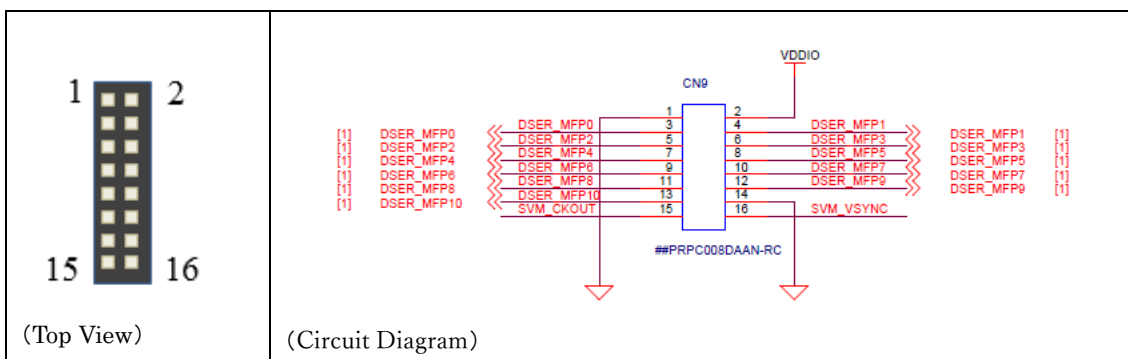 1 2
15 16
(Top View)
VDDIO
CN9
1 2
DSER_MFP0 3 4 DSER_MFP1
[1] DSER_MFP0 DSER_MFP2 5 6 DSER_MFP3 DSER_MFP1 [1]
[1] DSER_MFP2 DSER_MFP4 7 8 DSER_MFP5 DSER_MFP3 [1]
[1] DSER_MFP4 DSER_MFP6 9 10 DSER_MFP7 DSER_MFP5 [1]
[1] DSER_MFP6 DSER_MFP8 11 12 DSER_MFP9 DSER_MFP7 [1]
[1] DSER_MFP8 DSER_MFP10 13 14 DSER_MFP9 [1]
[1] DSER_MFP10 SVM_CKOUT 15 16 SVM_VSYNC
##PRPC008DAAN-RC
(Circuit Diagram)